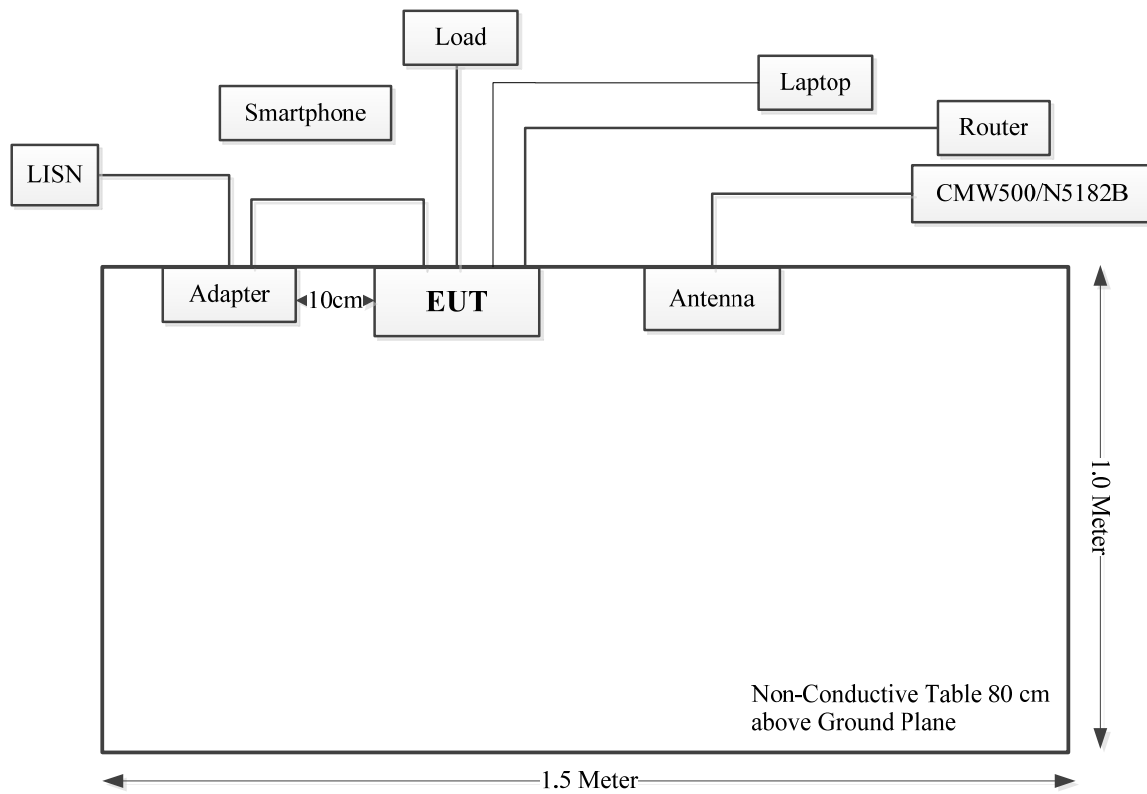 Load
Laptop
Smartphone
Router
LISN
CMW500/N5182B
Adapter
10cm
EUT
Antenna
1.0 Meter
Non-Conductive Table 80 cm
above Ground Plane
1.5 Meter